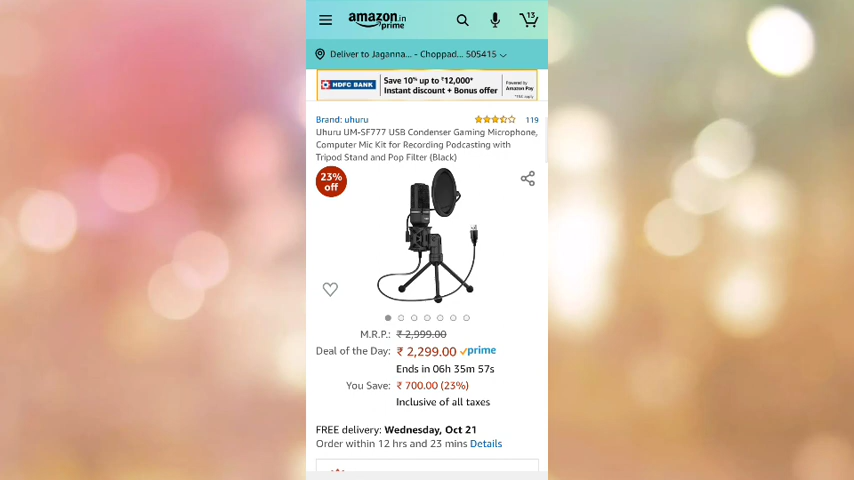 amazon.in
prime
13
Deliver to Jaganna... - Choppad... 505415
HDFC BANK
Save 10% up to ₹12,000*
Instant discount + Bonus offer
Powered by
Amazon Pay
Brand: uhuru
119
Uhuru UM-SF777 USB Condenser Gaming Microphone,
Computer Mic Kit for Recording Podcasting with
Tripod Stand and Pop Filter (Black)
23%
off
M.R.P.: ₹ 2,999.00
Deal of the Day: ₹ 2,299.00 prime
Ends in 06h 35m 57s
You Save: ₹ 700.00 (23%)
Inclusive of all taxes
FREE delivery: Wednesday, Oct 21
Order within 12 hrs and 23 mins Details